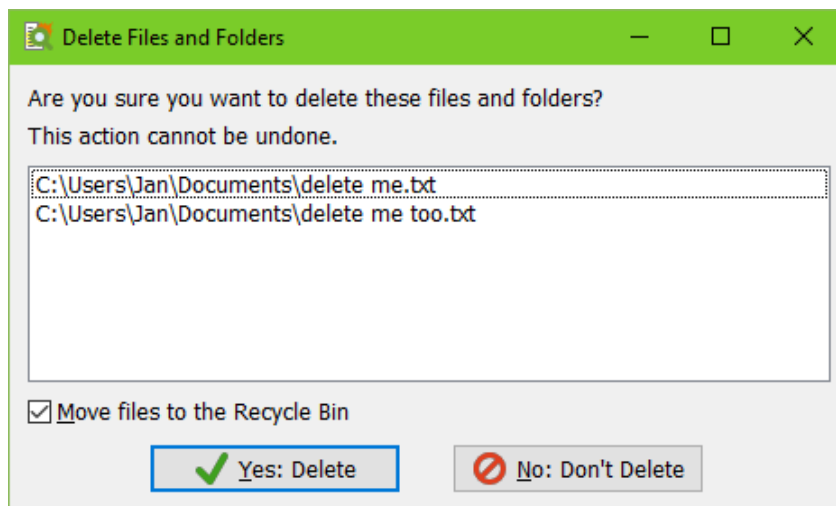 Delete Files and Folders
Are you sure you want to delete these files and folders?
This action cannot be undone.
C:\Users\Jan\Documents\delete me.txt
C:\Users\Jan\Documents\delete me too.txt
Move files to the Recycle Bin
Yes: Delete
No: Don't Delete